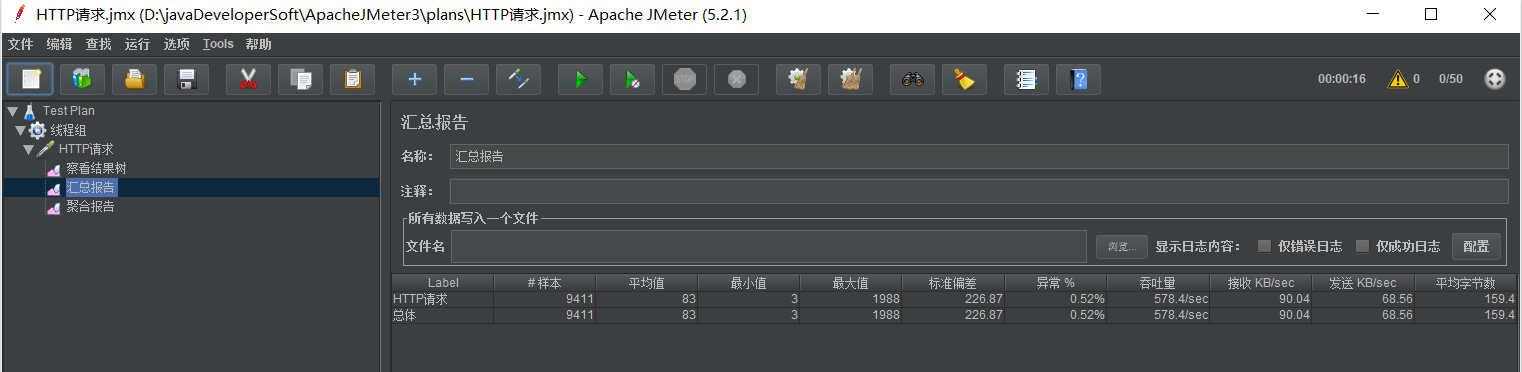 HTTP请求.jmx (D:\javaDeveloperSoft\ApacheJMeter3\plans\HTTP请求.jmx) - Apache JMeter (5.2.1)
文件 编辑 查找 运行 选项 Tools 帮助
STOP 00:00:16 0 0/50
Test Plan
线程组
HTTP请求
察看结果树
汇总报告
聚合报告
汇总报告
名称： 汇总报告
注释：
所有数据写入一个文件
文件名 浏览... 显示日志内容： 仅错误日志 仅成功日志 配置
Label # 样本 平均值 最小值 最大值 标准偏差 异常 % 吞吐量 接收 KB/sec 发送 KB/sec 平均字节数
HTTP请求 9411 83 3 1988 226.87 0.52% 578.4/sec 90.04 68.56 159.4
总体 9411 83 3 1988 226.87 0.52% 578.4/sec 90.04 68.56 159.4